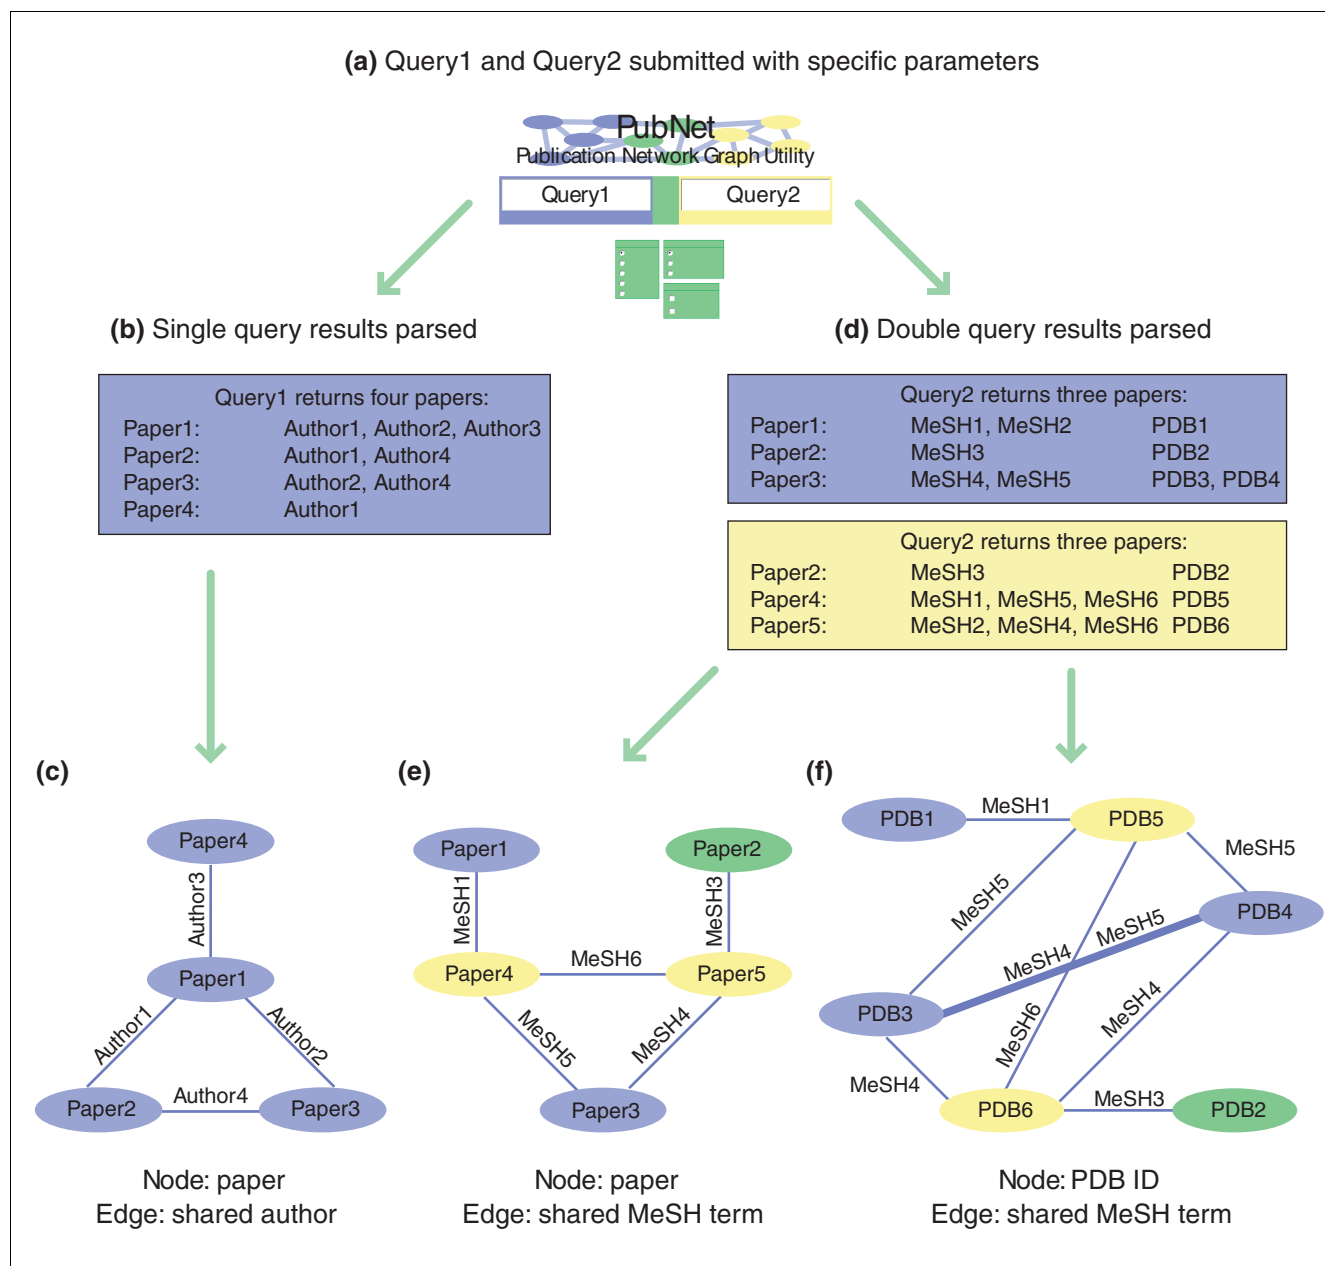 (a) Query1 and Query2 submitted with specific parameters
PubNet
Publication Network Graph Utility
Query1 Query2
(b) Single query results parsed
Query1 returns four papers:
Paper1: Author1, Author2, Author3
Paper2: Author1, Author4
Paper3: Author2, Author4
Paper4: Author1
(d) Double query results parsed
Query2 returns three papers:
Paper1: MeSH1, MeSH2 PDB1
Paper2: MeSH3 PDB2
Paper3: MeSH4, MeSH5 PDB3, PDB4
Query2 returns three papers:
Paper2: MeSH3 PDB2
Paper4: MeSH1, MeSH5, MeSH6 PDB5
Paper5: MeSH2, MeSH4, MeSH6 PDB6
(c)
Paper4
Author3
Paper1
Author1
Author2
Paper2
Author4
Paper3
Node: paper
Edge: shared author
(e)
Paper1
Paper2
MeSH1
MeSH3
Paper4
MeSH6
Paper5
MeSH5
MeSH4
Paper3
Node: paper
Edge: shared MeSH term
(f)
PDB1
MeSH1
PDB5
MeSH5
MeSH5
PDB4
MeSH4
MeSH5
PDB3
MeSH6
MeSH4
MeSH4
PDB6
MeSH3
PDB2
Node: PDB ID
Edge: shared MeSH term